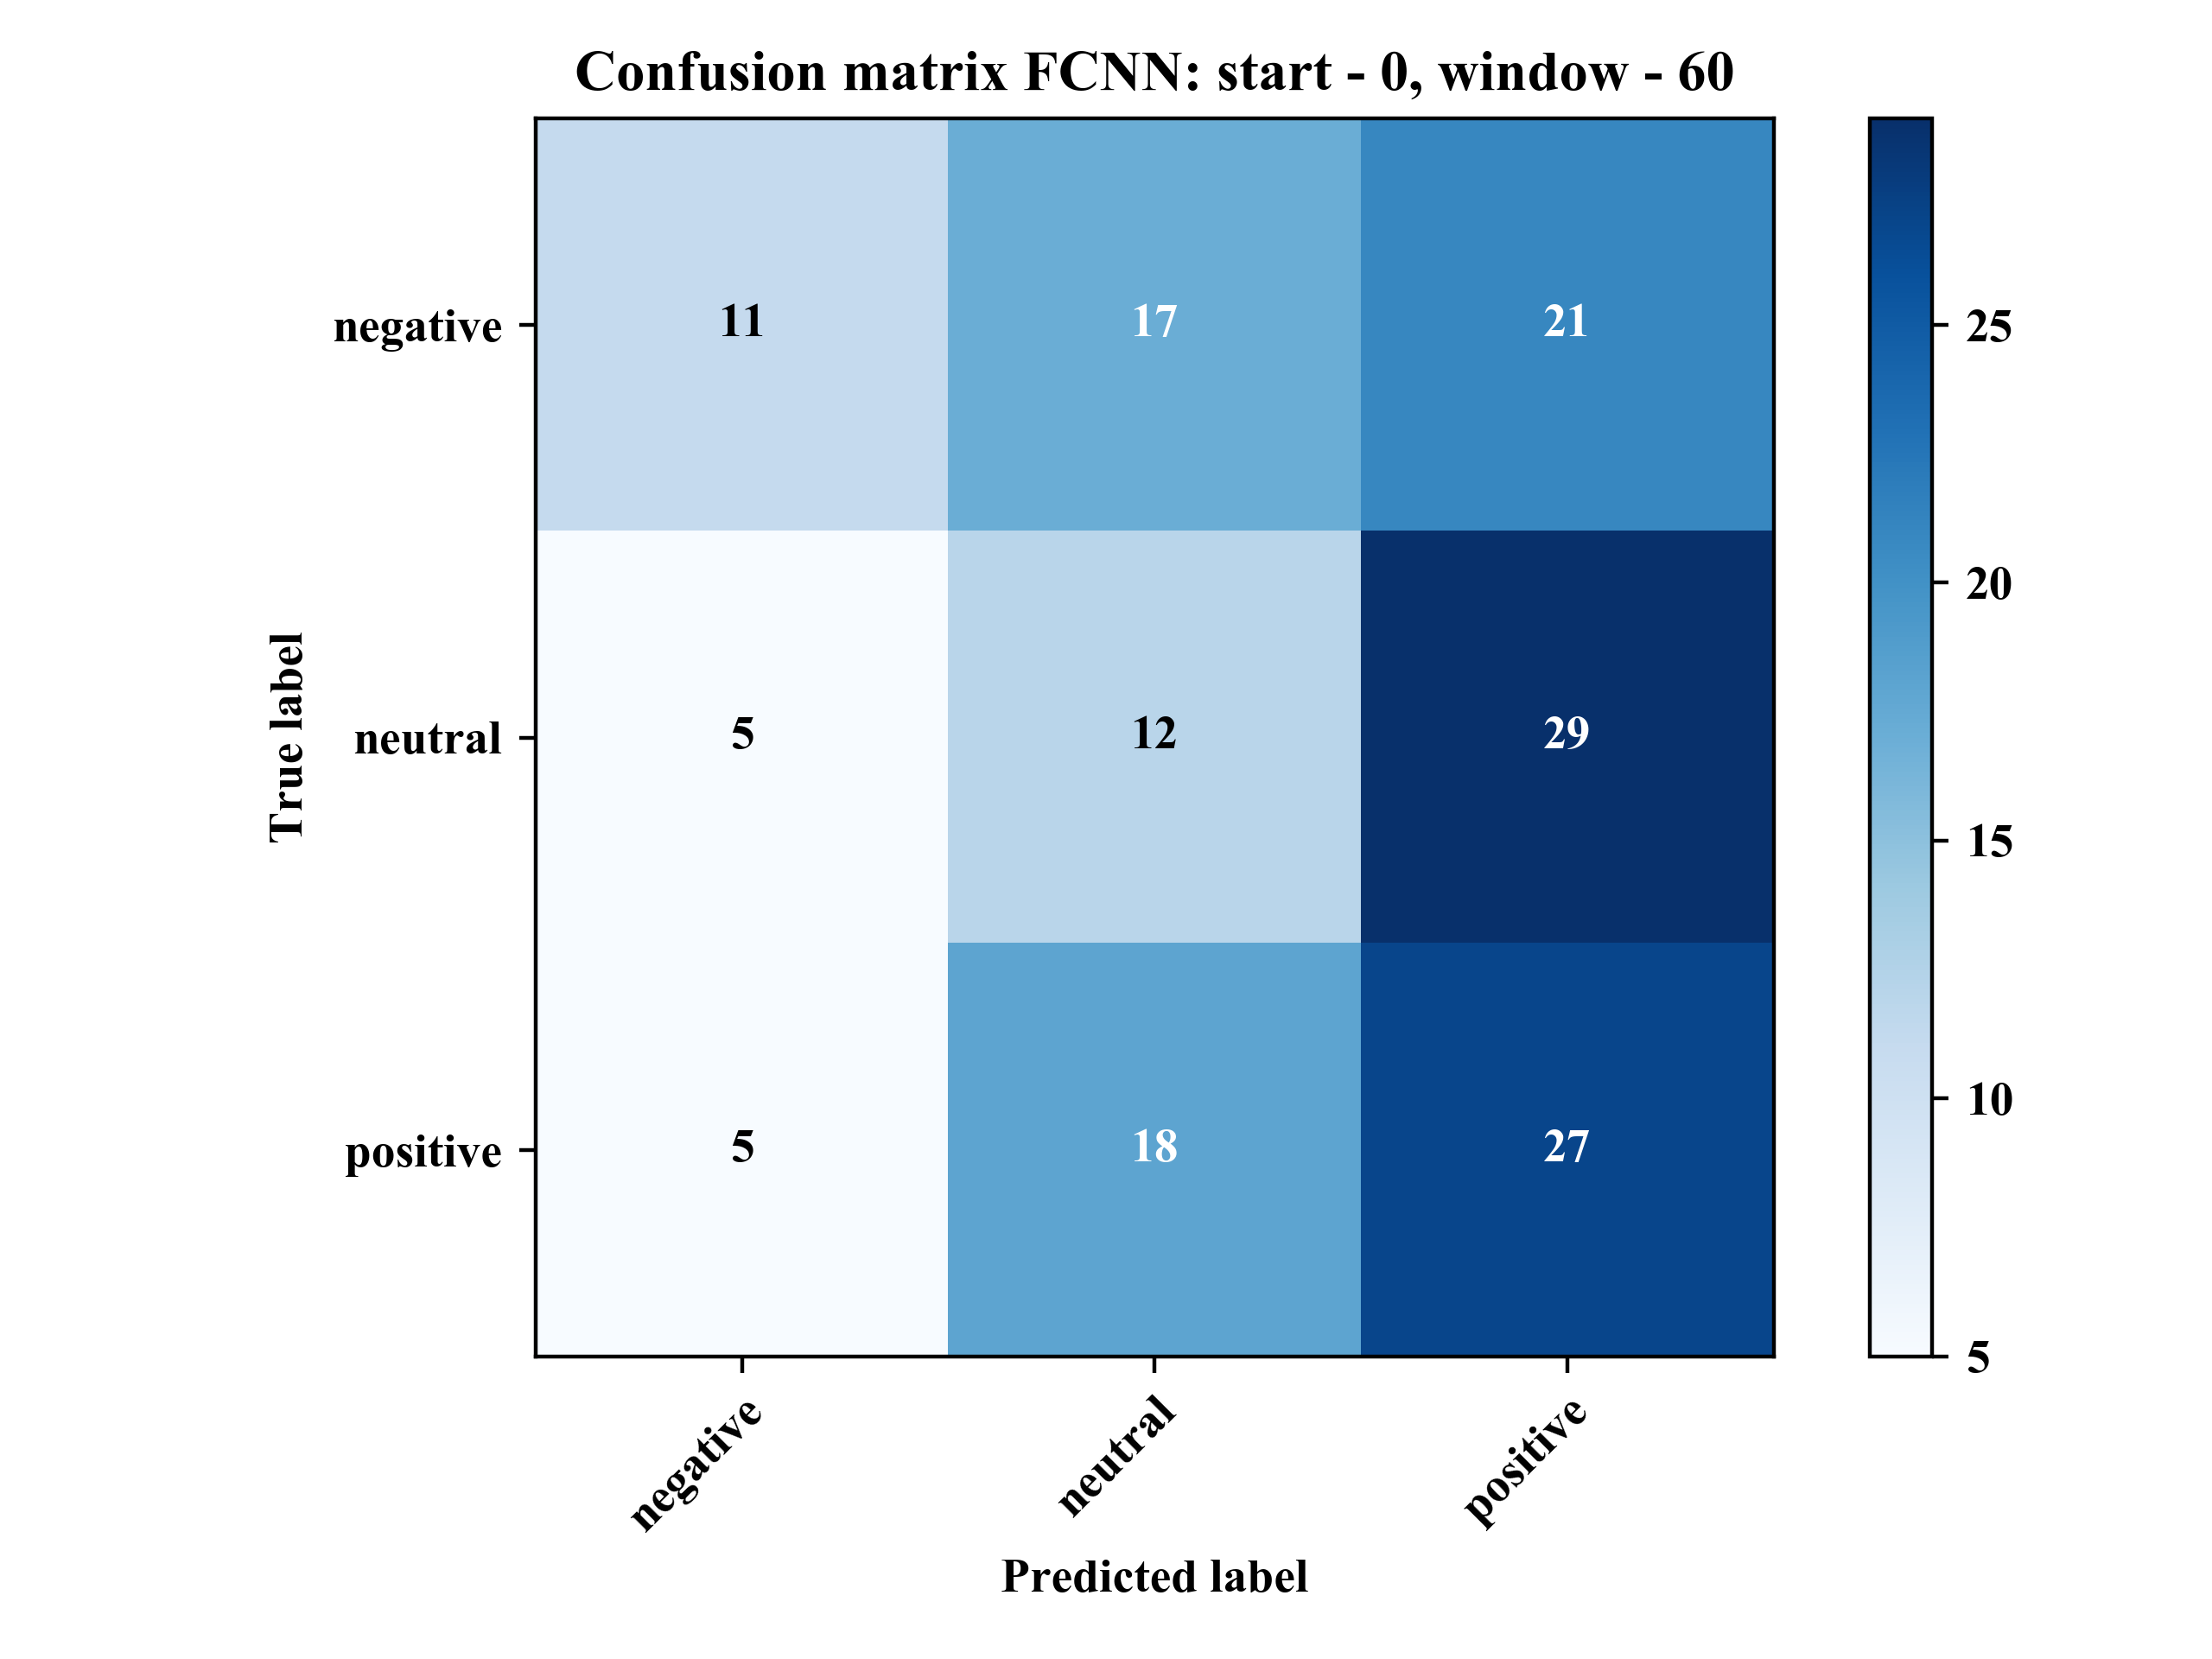 Confusion matrix FCNN: start - 0, window - 60
True label
negative 11 17 21
neutral 5 12 29
positive 5 18 27
negative neutral positive
Predicted label
25
20
15
10
5